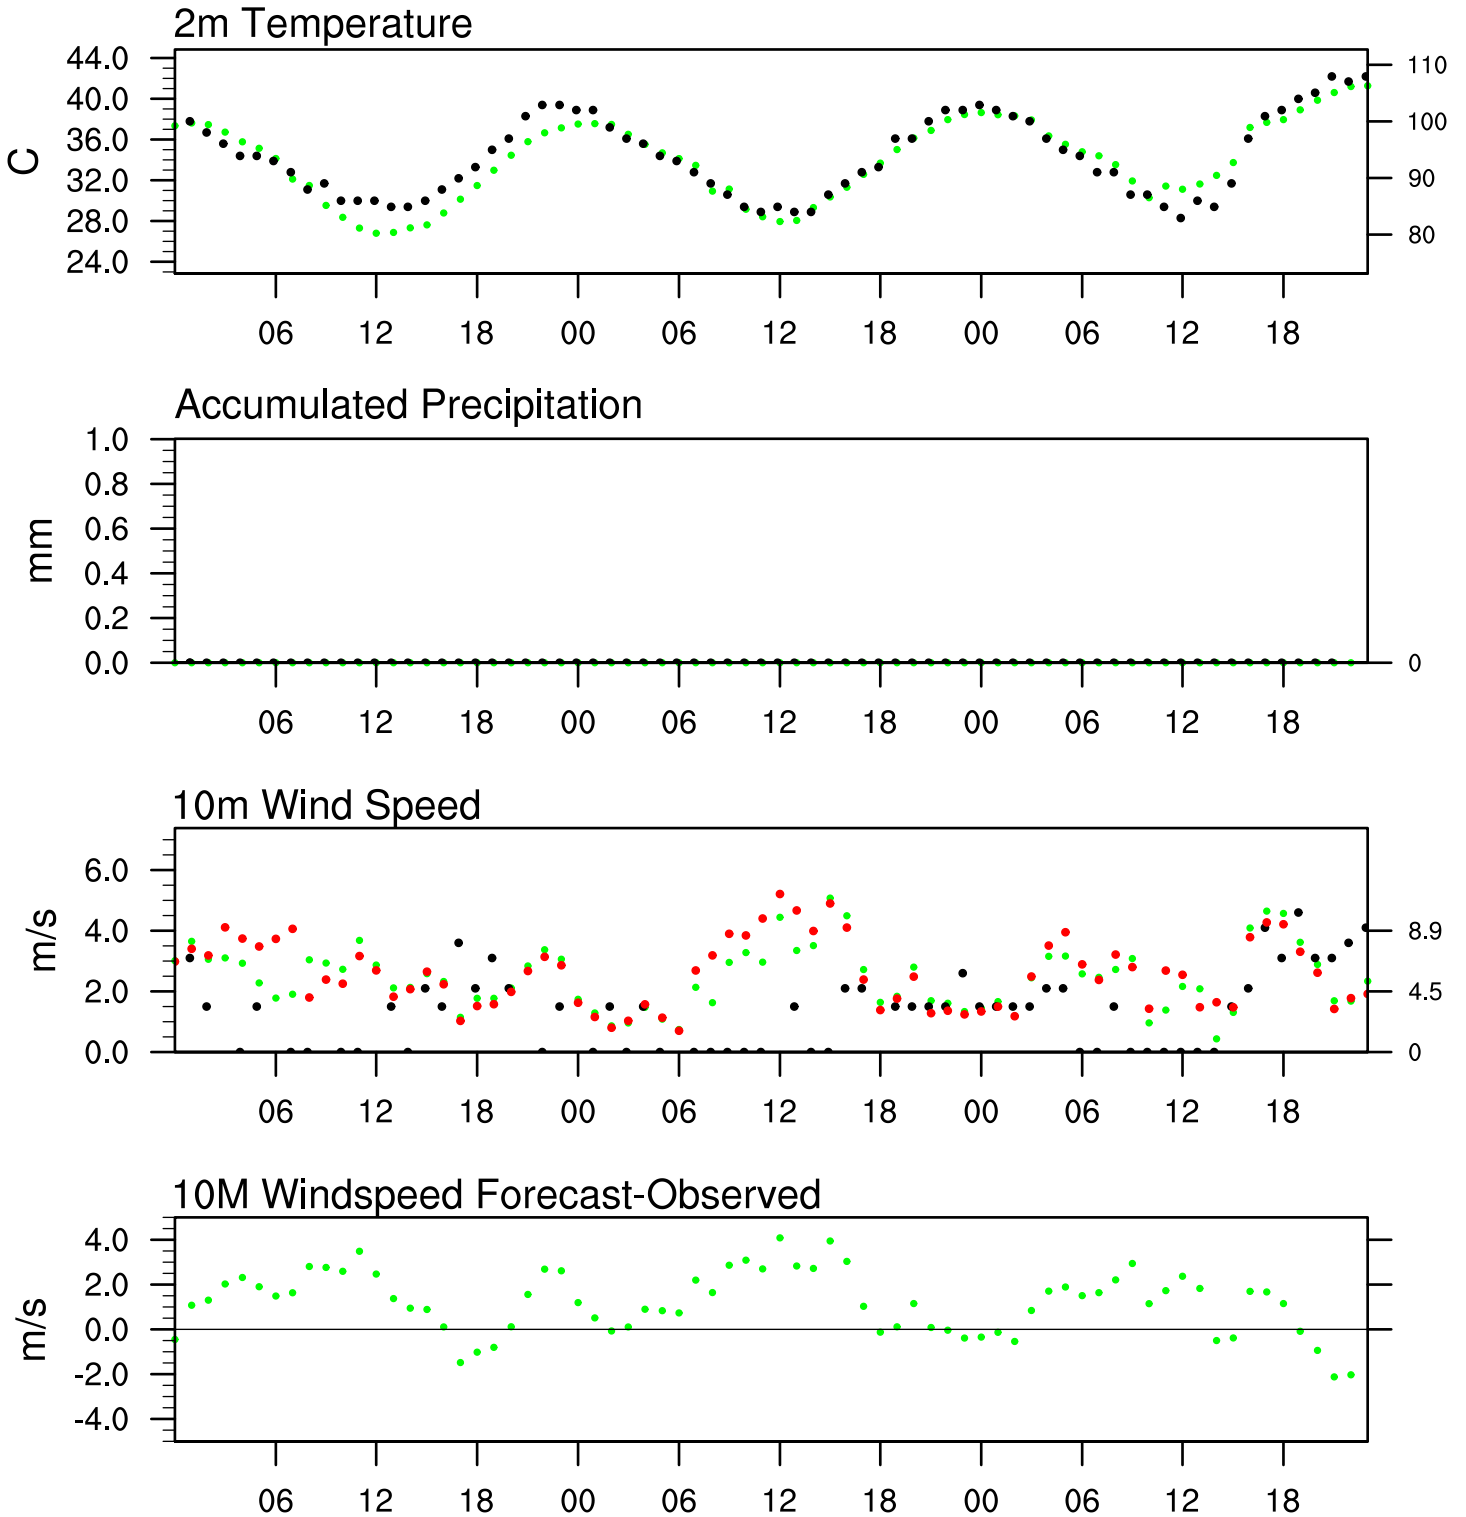 2m Temperature
44.0
40.0
36.0
32.0
28.0
24.0
C
110
100
90
80
06 12 18 00 06 12 18 00 06 12 18
Accumulated Precipitation
1.0
0.8
0.6
0.4
0.2
0.0
mm
0
06 12 18 00 06 12 18 00 06 12 18
10m Wind Speed
6.0
4.0
2.0
0.0
m/s
8.9
4.5
0
06 12 18 00 06 12 18 00 06 12 18
10M Windspeed Forecast-Observed
4.0
2.0
0.0
-2.0
-4.0
m/s
06 12 18 00 06 12 18 00 06 12 18